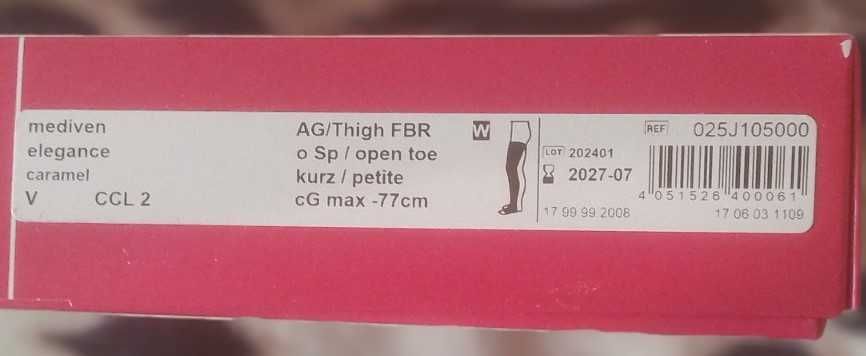 mediven
elegance
caramel
V CCL 2
AG/Thigh FBR
o Sp / open toe
kurz / petite
cG max -77cm
W
LOT 202401
2027-07
17 99 99 2008
REF 025J105000
4 051526 400061
17 06 03 1109